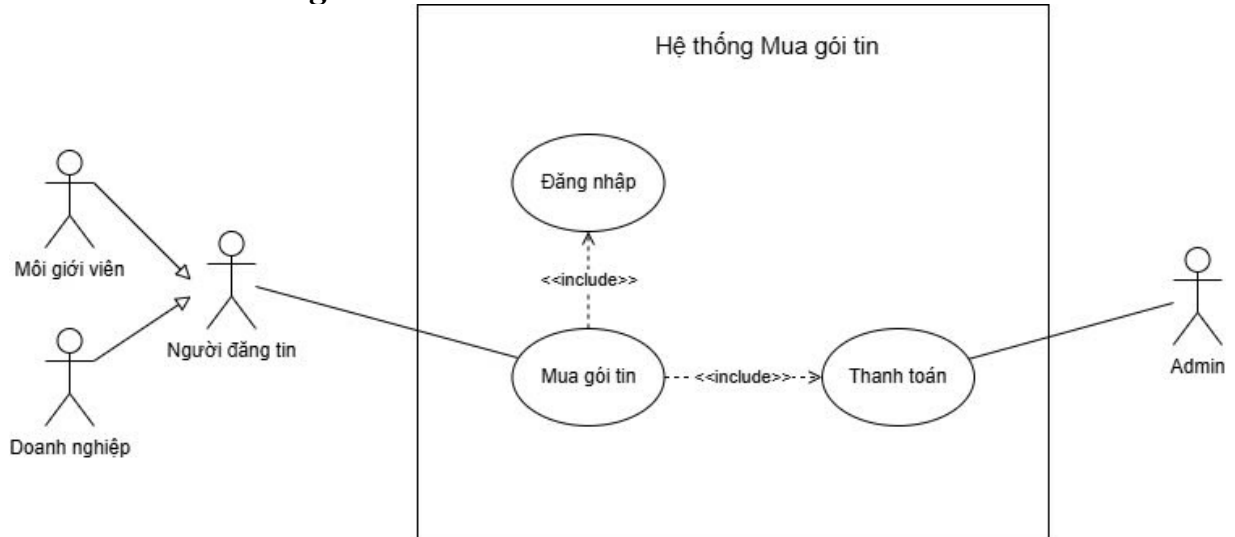 Hệ thống Mua gói tin
Đăng nhập
Môi giới viên
<<include>>
Người đăng tin
Mua gói tin
<<include>>
Thanh toán
Admin
Doanh nghiệp